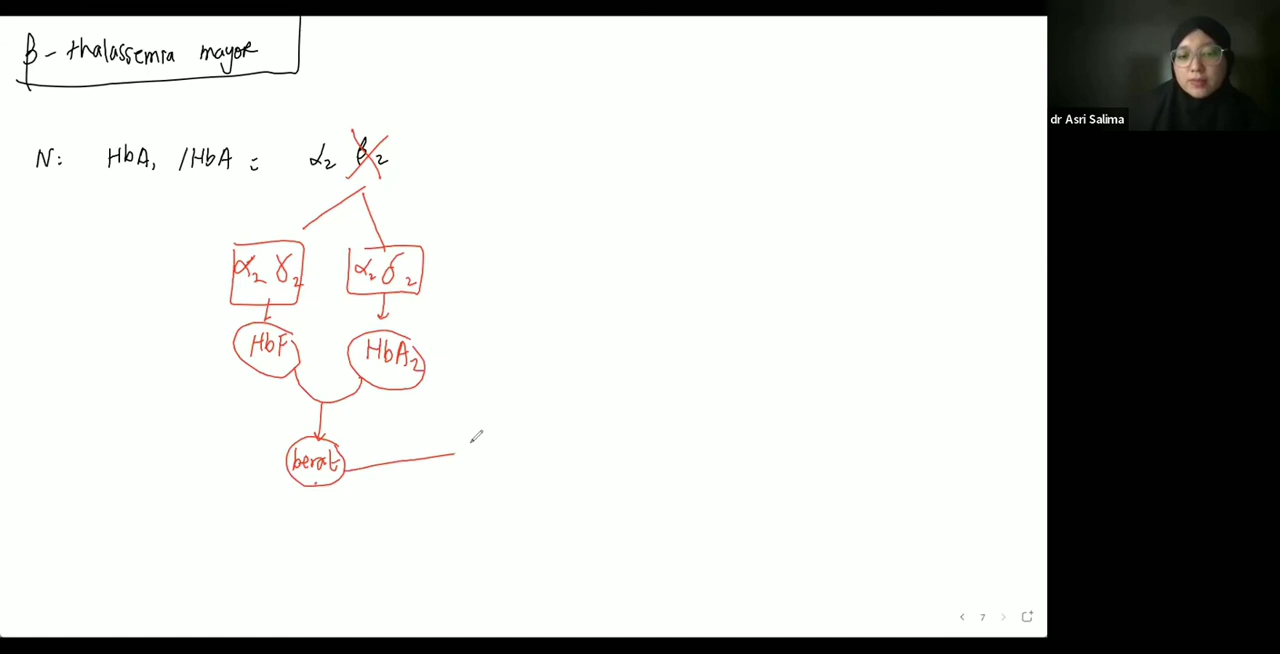 β - thalassemia mayor
dr Asri Salima
N: HbA, /HbA = α2 β2
α2 γ2 α2 δ2
HbF HbA2
berat
7